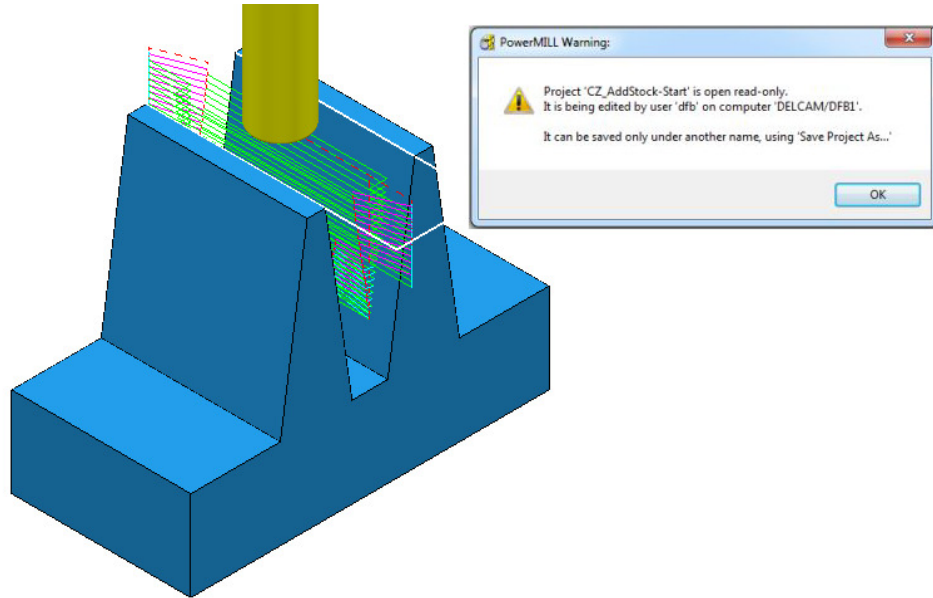 PowerMILL Warning:
Project 'CZ_AddStock-Start' is open read-only.
It is being edited by user 'dfb' on computer 'DELCAM/DFB1'.
It can be saved only under another name, using 'Save Project As...'
OK